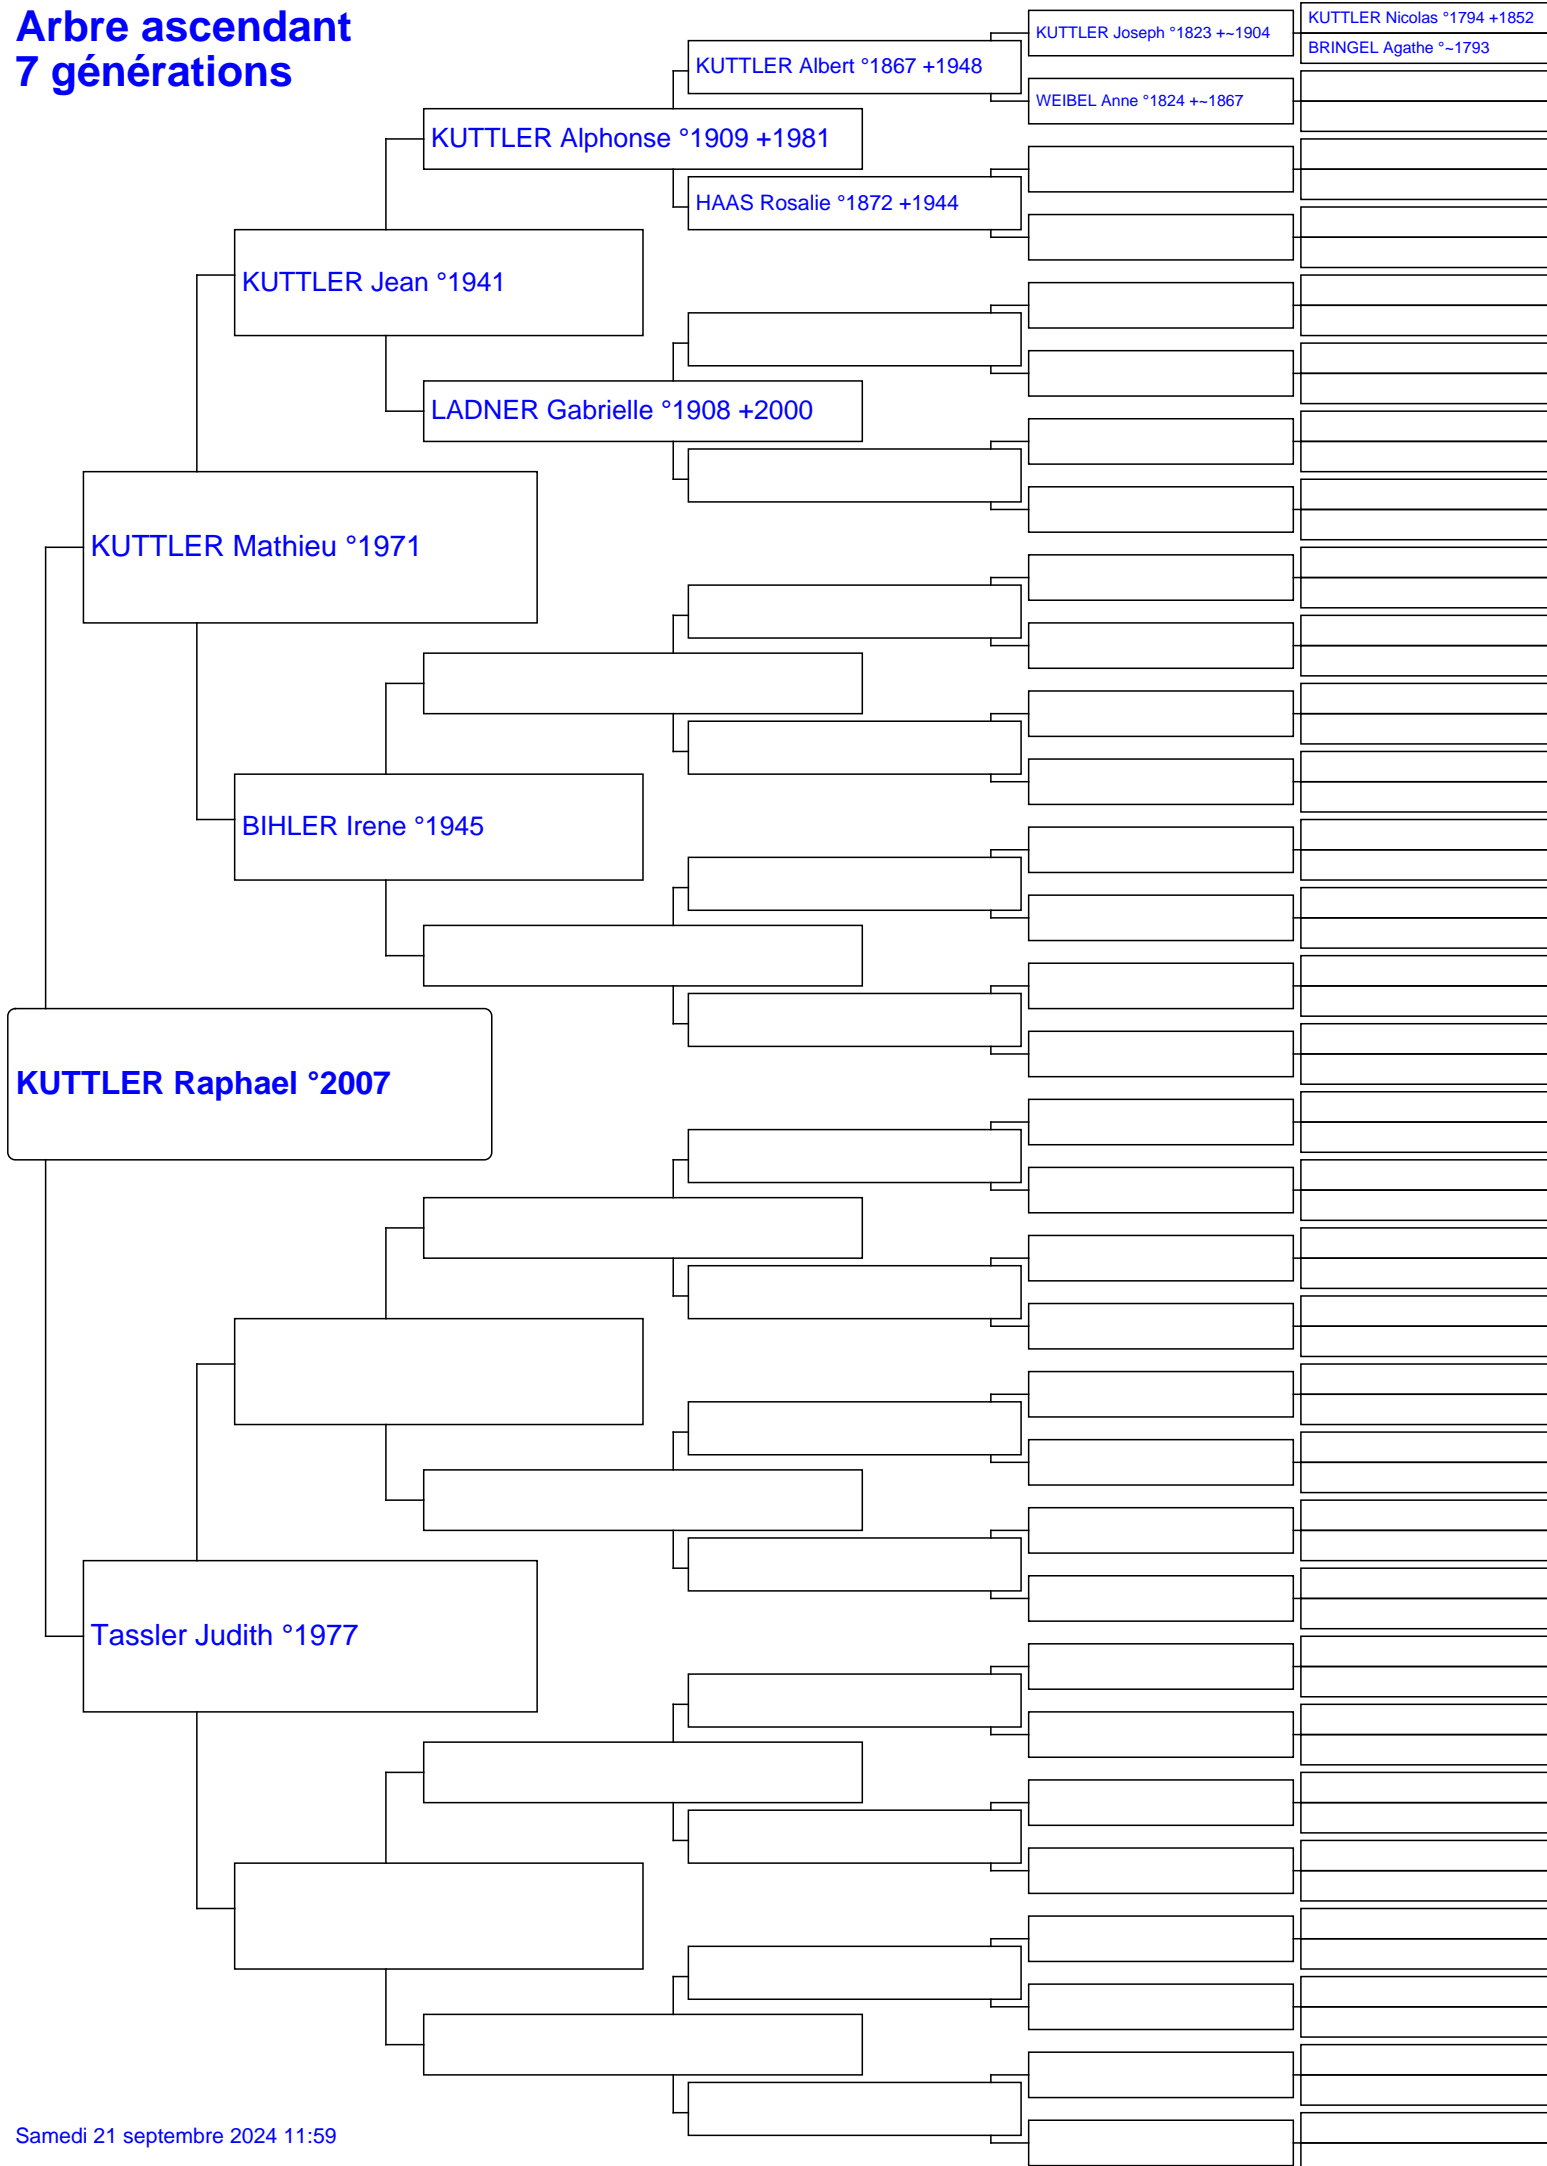 Arbre ascendant
7 générations
KUTTLER Nicolas °1794 +1852
KUTTLER Joseph °1823 +~1904
BRINGEL Agathe °~1793
KUTTLER Albert °1867 +1948
WEIBEL Anne °1824 +~1867
KUTTLER Alphonse °1909 +1981
HAAS Rosalie °1872 +1944
KUTTLER Jean °1941
LADNER Gabrielle °1908 +2000
KUTTLER Mathieu °1971
BIHLER Irene °1945
KUTTLER Raphael °2007
Tassler Judith °1977
Samedi 21 septembre 2024 11:59